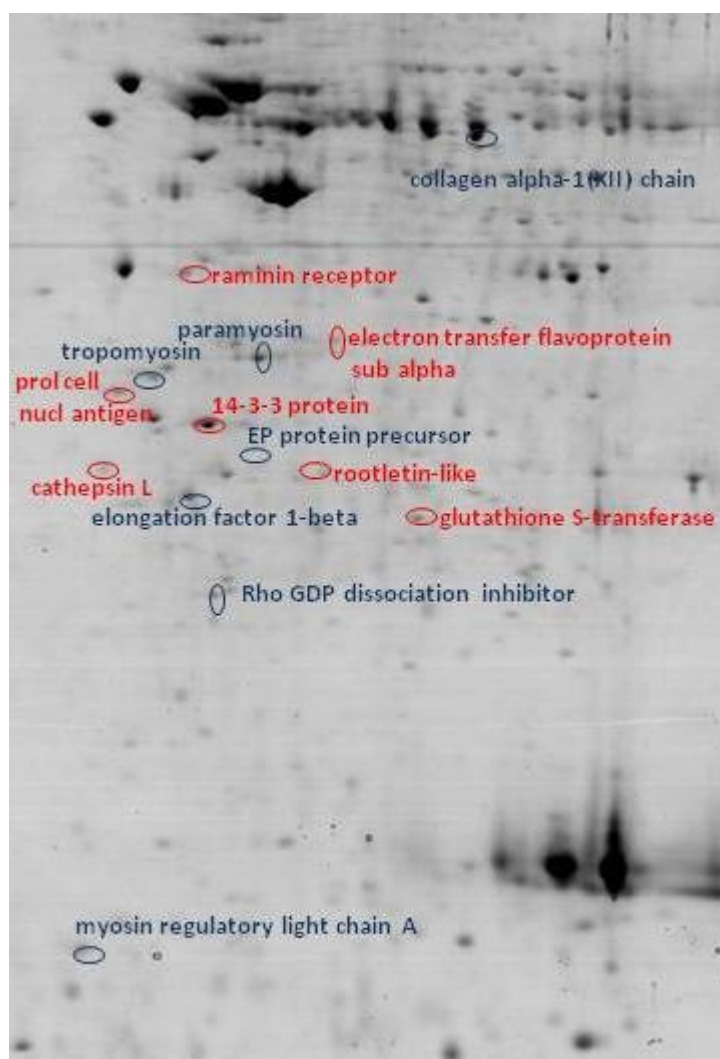 collagen alpha-1(XII) chain
raminin receptor
paramyosin
electron transfer flavoprotein
sub alpha
tropomyosin
prol cell
nucl antigen
14-3-3 protein
EP protein precursor
rootletin-like
cathepsin L
elongation factor 1-beta
glutathione S-transferase
Rho GDP dissociation inhibitor
myosin regulatory light chain A